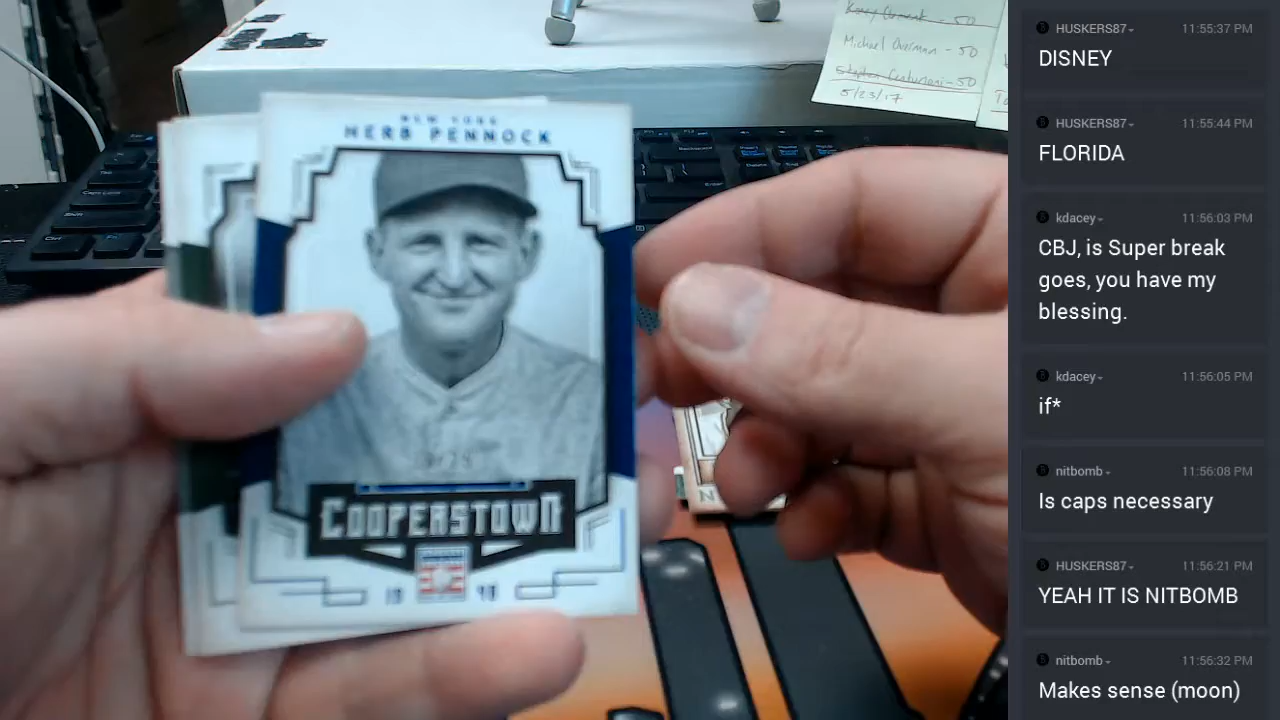 NEW YORK
HERB PENNOCK
COOPERSTOWN
19 48
Michael Overman - 50
5/23/17
HUSKERS87 11:55:37 PM
DISNEY
HUSKERS87 11:55:44 PM
FLORIDA
kdacey 11:56:03 PM
CBJ, is Super break
goes, you have my
blessing.
kdacey 11:56:05 PM
if*
nitbomb 11:56:08 PM
Is caps necessary
HUSKERS87 11:56:21 PM
YEAH IT IS NITBOMB
nitbomb 11:56:32 PM
Makes sense (moon)